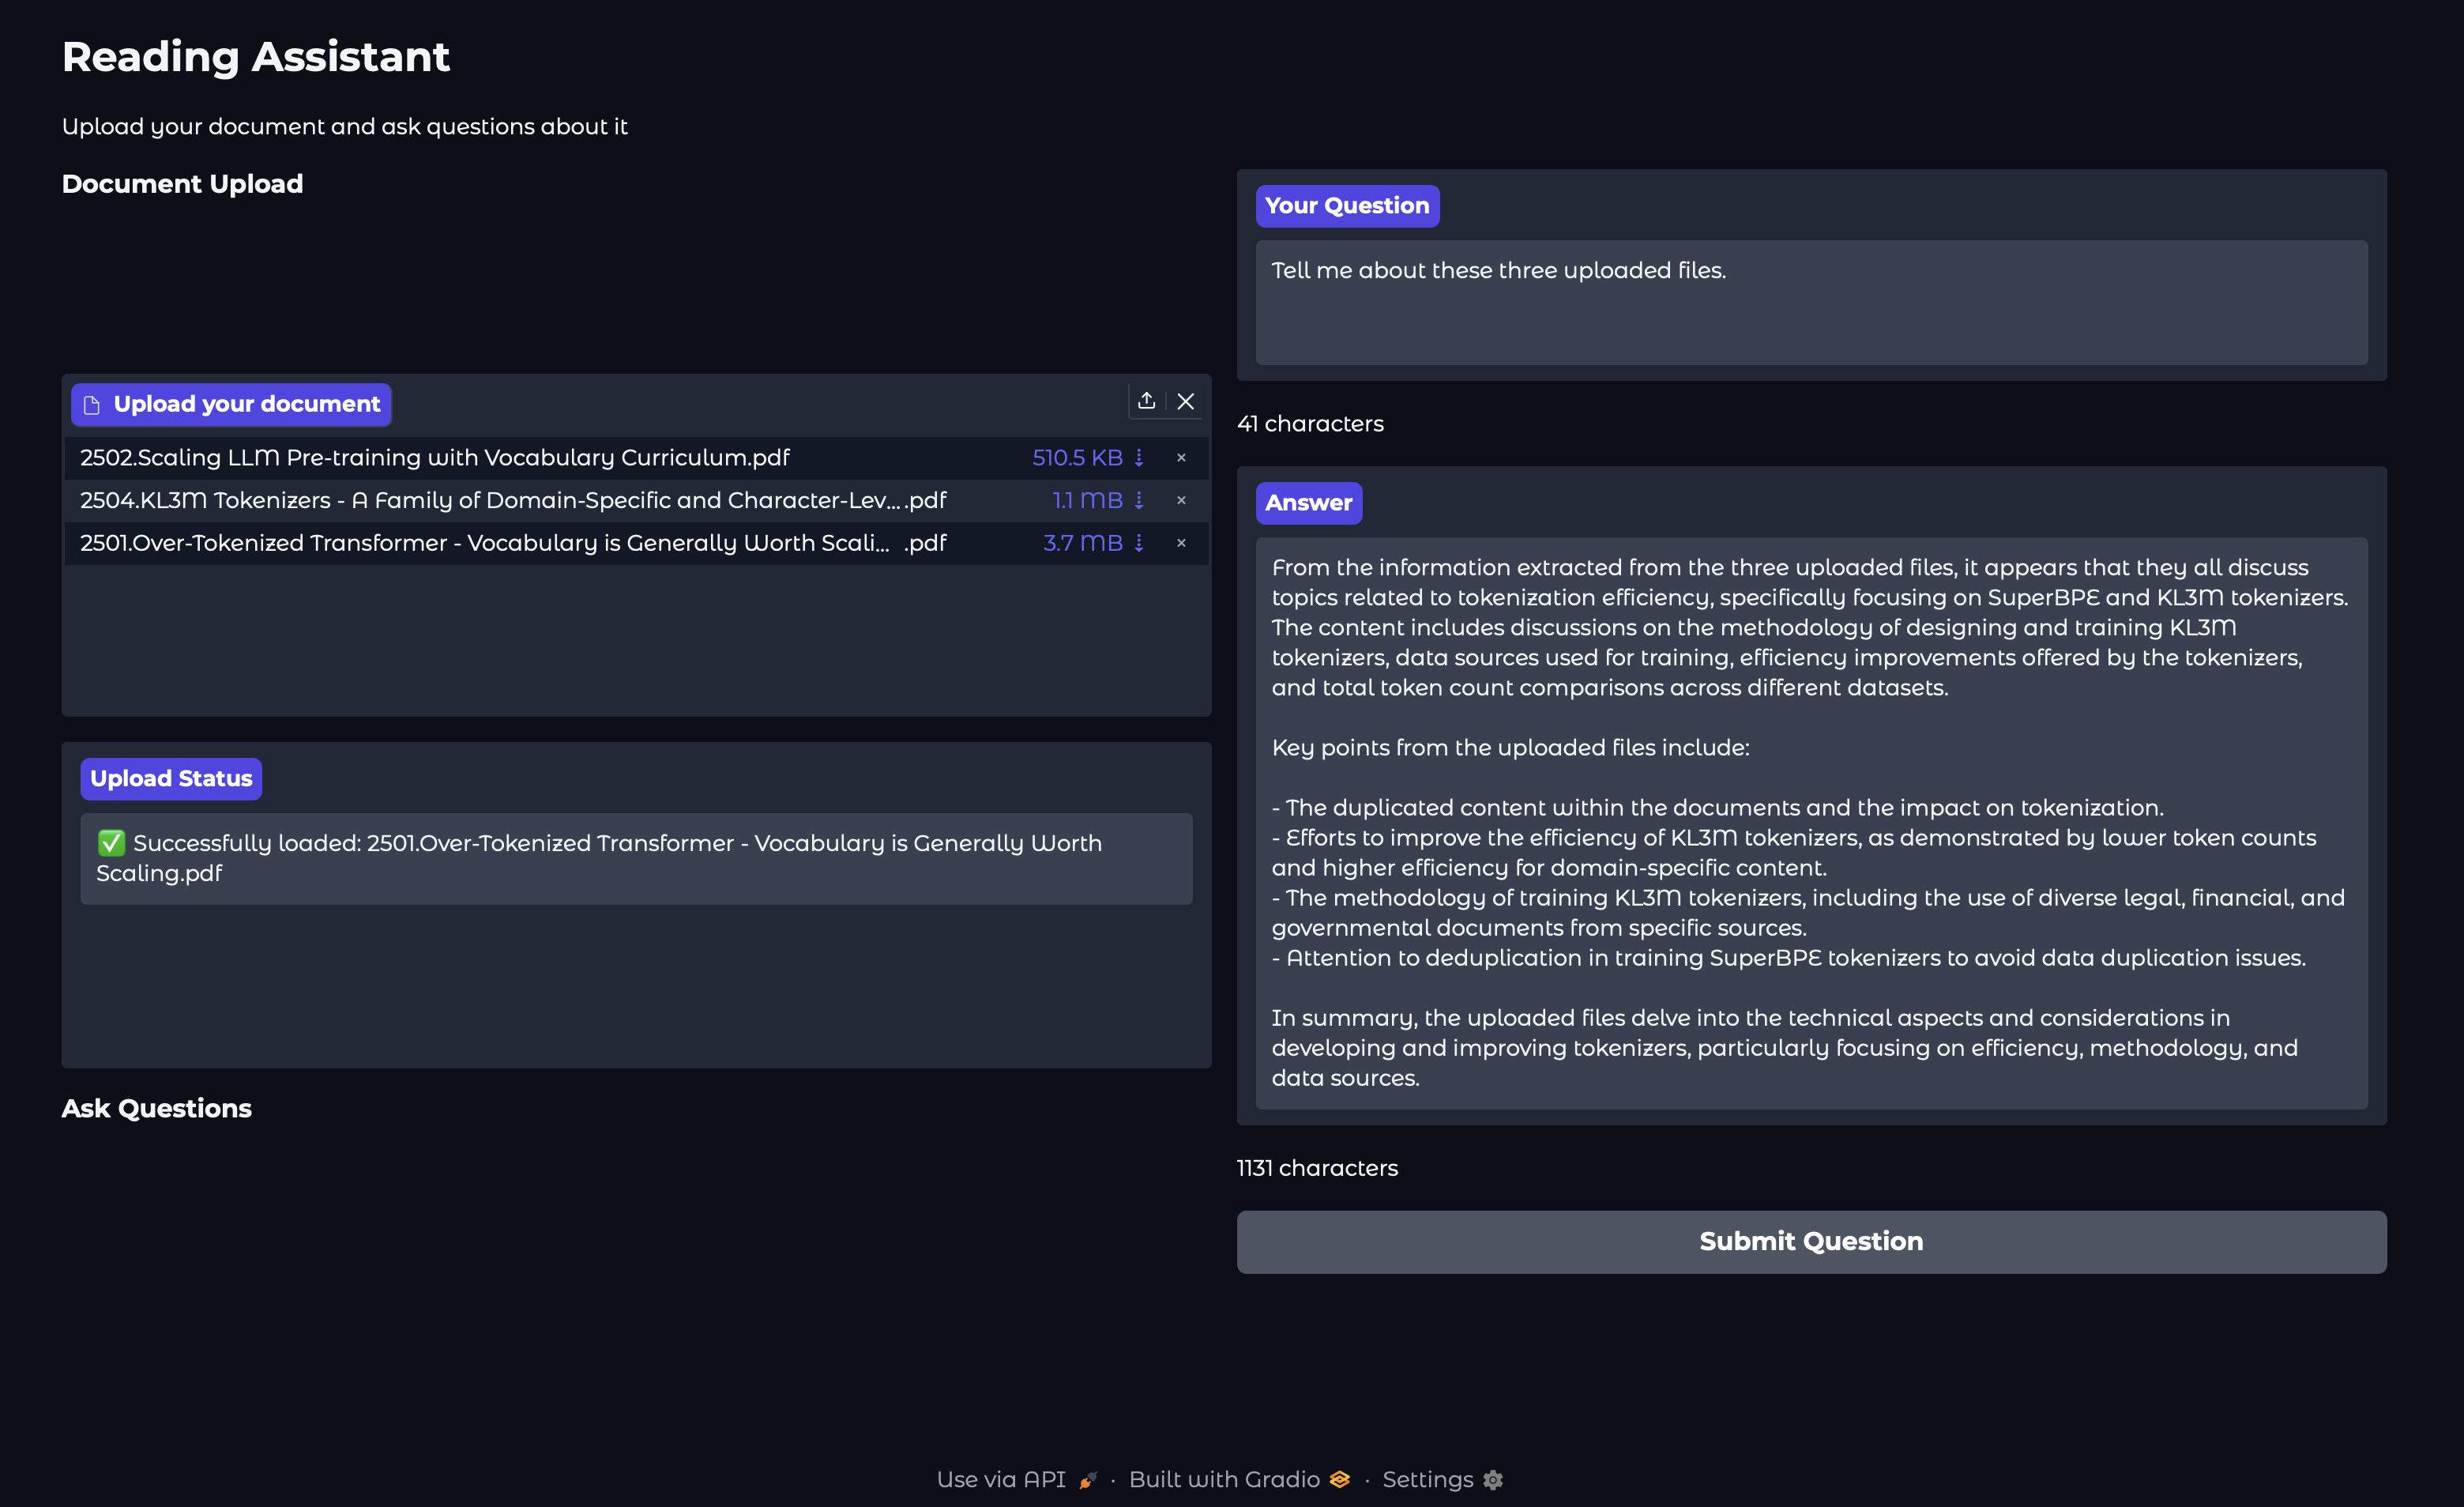 Reading Assistant
Upload your document and ask questions about it
Document Upload
Upload your document
2502.Scaling LLM Pre-training with Vocabulary Curriculum.pdf 510.5 KB ⇣ ×
2504.KL3M Tokenizers - A Family of Domain-Specific and Character-Lev... .pdf 1.1 MB ⇣ ×
2501.Over-Tokenized Transformer - Vocabulary is Generally Worth Scali... .pdf 3.7 MB ⇣ ×
Upload Status
✅ Successfully loaded: 2501.Over-Tokenized Transformer - Vocabulary is Generally Worth
Scaling.pdf
Ask Questions
Your Question
Tell me about these three uploaded files.
41 characters
Answer
From the information extracted from the three uploaded files, it appears that they all discuss
topics related to tokenization efficiency, specifically focusing on SuperBPE and KL3M tokenizers.
The content includes discussions on the methodology of designing and training KL3M
tokenizers, data sources used for training, efficiency improvements offered by the tokenizers,
and total token count comparisons across different datasets.
Key points from the uploaded files include:
- The duplicated content within the documents and the impact on tokenization.
- Efforts to improve the efficiency of KL3M tokenizers, as demonstrated by lower token counts
and higher efficiency for domain-specific content.
- The methodology of training KL3M tokenizers, including the use of diverse legal, financial, and
governmental documents from specific sources.
- Attention to deduplication in training SuperBPE tokenizers to avoid data duplication issues.
In summary, the uploaded files delve into the technical aspects and considerations in
developing and improving tokenizers, particularly focusing on efficiency, methodology, and
data sources.
1131 characters
Submit Question
Use via API · Built with Gradio · Settings